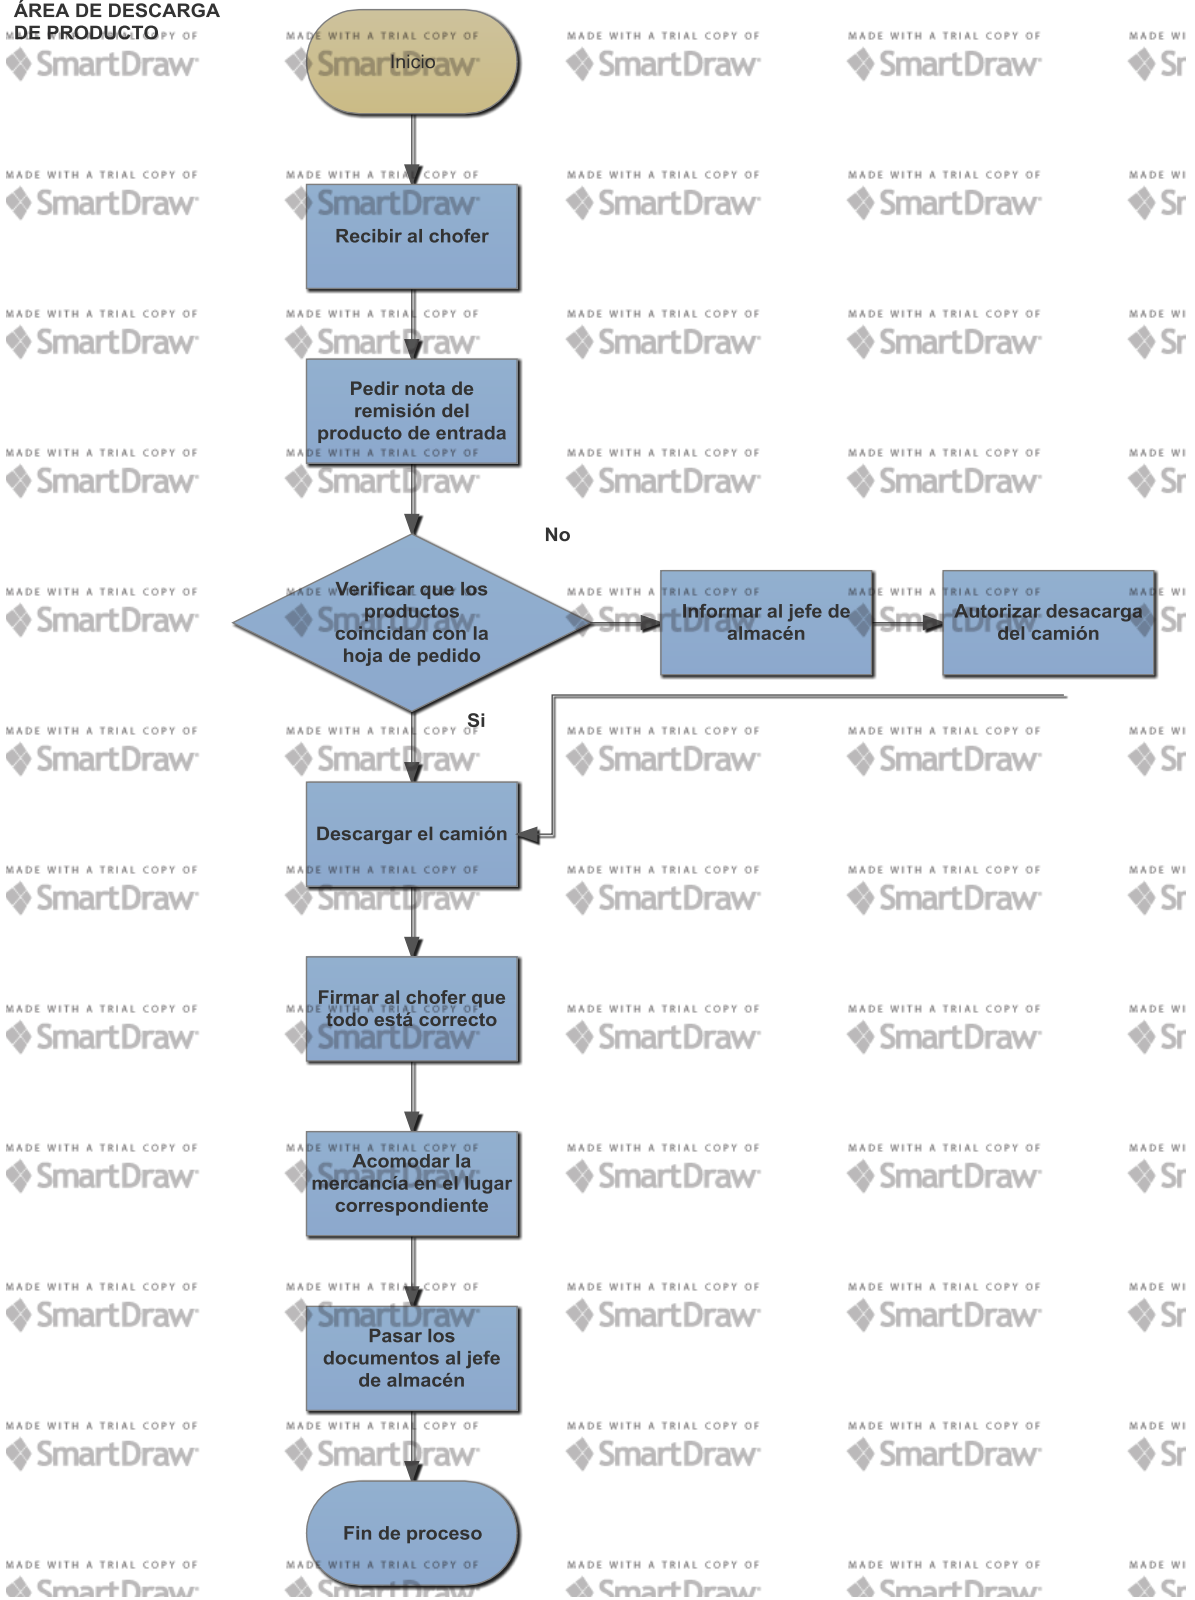 ÁREA DE DESCARGA
DE PRODUCTO
Inicio
Recibir al chofer
Pedir nota de
remisión del
producto de entrada
No
Verificar que los
productos
coincidan con la
hoja de pedido
Informar al jefe de
almacén
Autorizar desacarga
del camión
Si
Descargar el camión
Firmar al chofer que
todo está correcto
Acomodar la
mercancía en el lugar
correspondiente
Pasar los
documentos al jefe
de almacén
Fin de proceso
MADE WITH A TRIAL COPY OF
SmartDraw